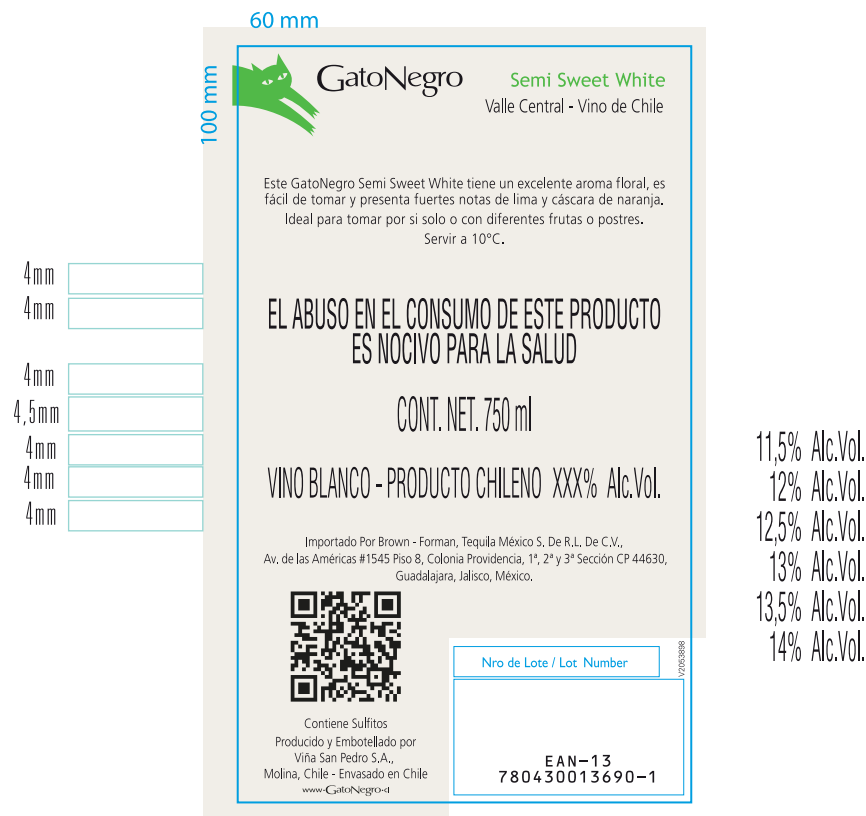 60 mm
100 mm
GatoNegro
Semi Sweet White
Valle Central - Vino de Chile
Este GatoNegro Semi Sweet White tiene un excelente aroma floral, es
fácil de tomar y presenta fuertes notas de lima y cáscara de naranja.
Ideal para tomar por si solo o con diferentes frutas o postres.
Servir a 10°C.
4mm
4mm
4mm
4,5mm
4mm
4mm
4mm
EL ABUSO EN EL CONSUMO DE ESTE PRODUCTO
ES NOCIVO PARA LA SALUD
CONT. NET. 750 ml
VINO BLANCO - PRODUCTO CHILENO XXX% Alc.Vol.
11,5% Alc.Vol.
12% Alc.Vol.
12,5% Alc.Vol.
13% Alc.Vol.
13,5% Alc.Vol.
14% Alc.Vol.
Importado Por Brown - Forman, Tequila México S. De R.L. De C.V.,
Av. de las Américas #1545 Piso 8, Colonia Providencia, 1ª, 2ª y 3ª Sección CP 44630,
Guadalajara, Jalisco, México.
Nro de Lote / Lot Number
V2053898
Contiene Sulfitos
Producido y Embotellado por
Viña San Pedro S.A.,
Molina, Chile - Envasado en Chile
www.GatoNegro.cl
EAN-13
780430013690-1